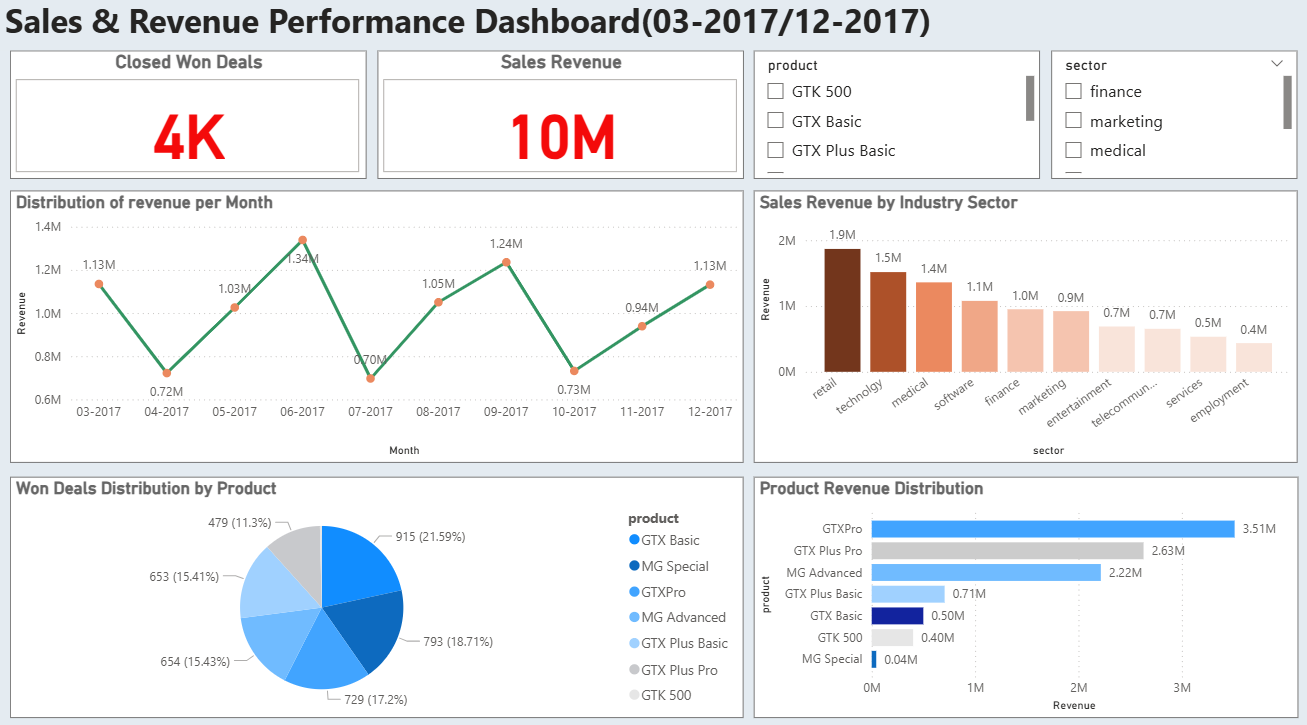 Sales & Revenue Performance Dashboard(03-2017/12-2017)
Closed Won Deals
4K
Sales Revenue
10M
product
GTK 500
GTX Basic
GTX Plus Basic
sector
finance
marketing
medical
Distribution of revenue per Month
Revenue
1.4M
1.2M
1.0M
0.8M
0.6M
1.13M
0.72M
1.03M
1.34M
0.70M
1.05M
1.24M
0.73M
0.94M
1.13M
03-2017 04-2017 05-2017 06-2017 07-2017 08-2017 09-2017 10-2017 11-2017 12-2017
Month
Sales Revenue by Industry Sector
Revenue
2M
1M
0M
1.9M
1.5M
1.4M
1.1M
1.0M
0.9M
0.7M
0.7M
0.5M
0.4M
retail
technolgy
medical
software
finance
marketing
entertainment
telecommun...
services
employment
sector
Won Deals Distribution by Product
479 (11.3%)
915 (21.59%)
653 (15.41%)
793 (18.71%)
654 (15.43%)
729 (17.2%)
product
GTX Basic
MG Special
GTXPro
MG Advanced
GTX Plus Basic
GTX Plus Pro
GTK 500
Product Revenue Distribution
product
GTXPro 3.51M
GTX Plus Pro 2.63M
MG Advanced 2.22M
GTX Plus Basic 0.71M
GTX Basic 0.50M
GTK 500 0.40M
MG Special 0.04M
0M 1M 2M 3M
Revenue